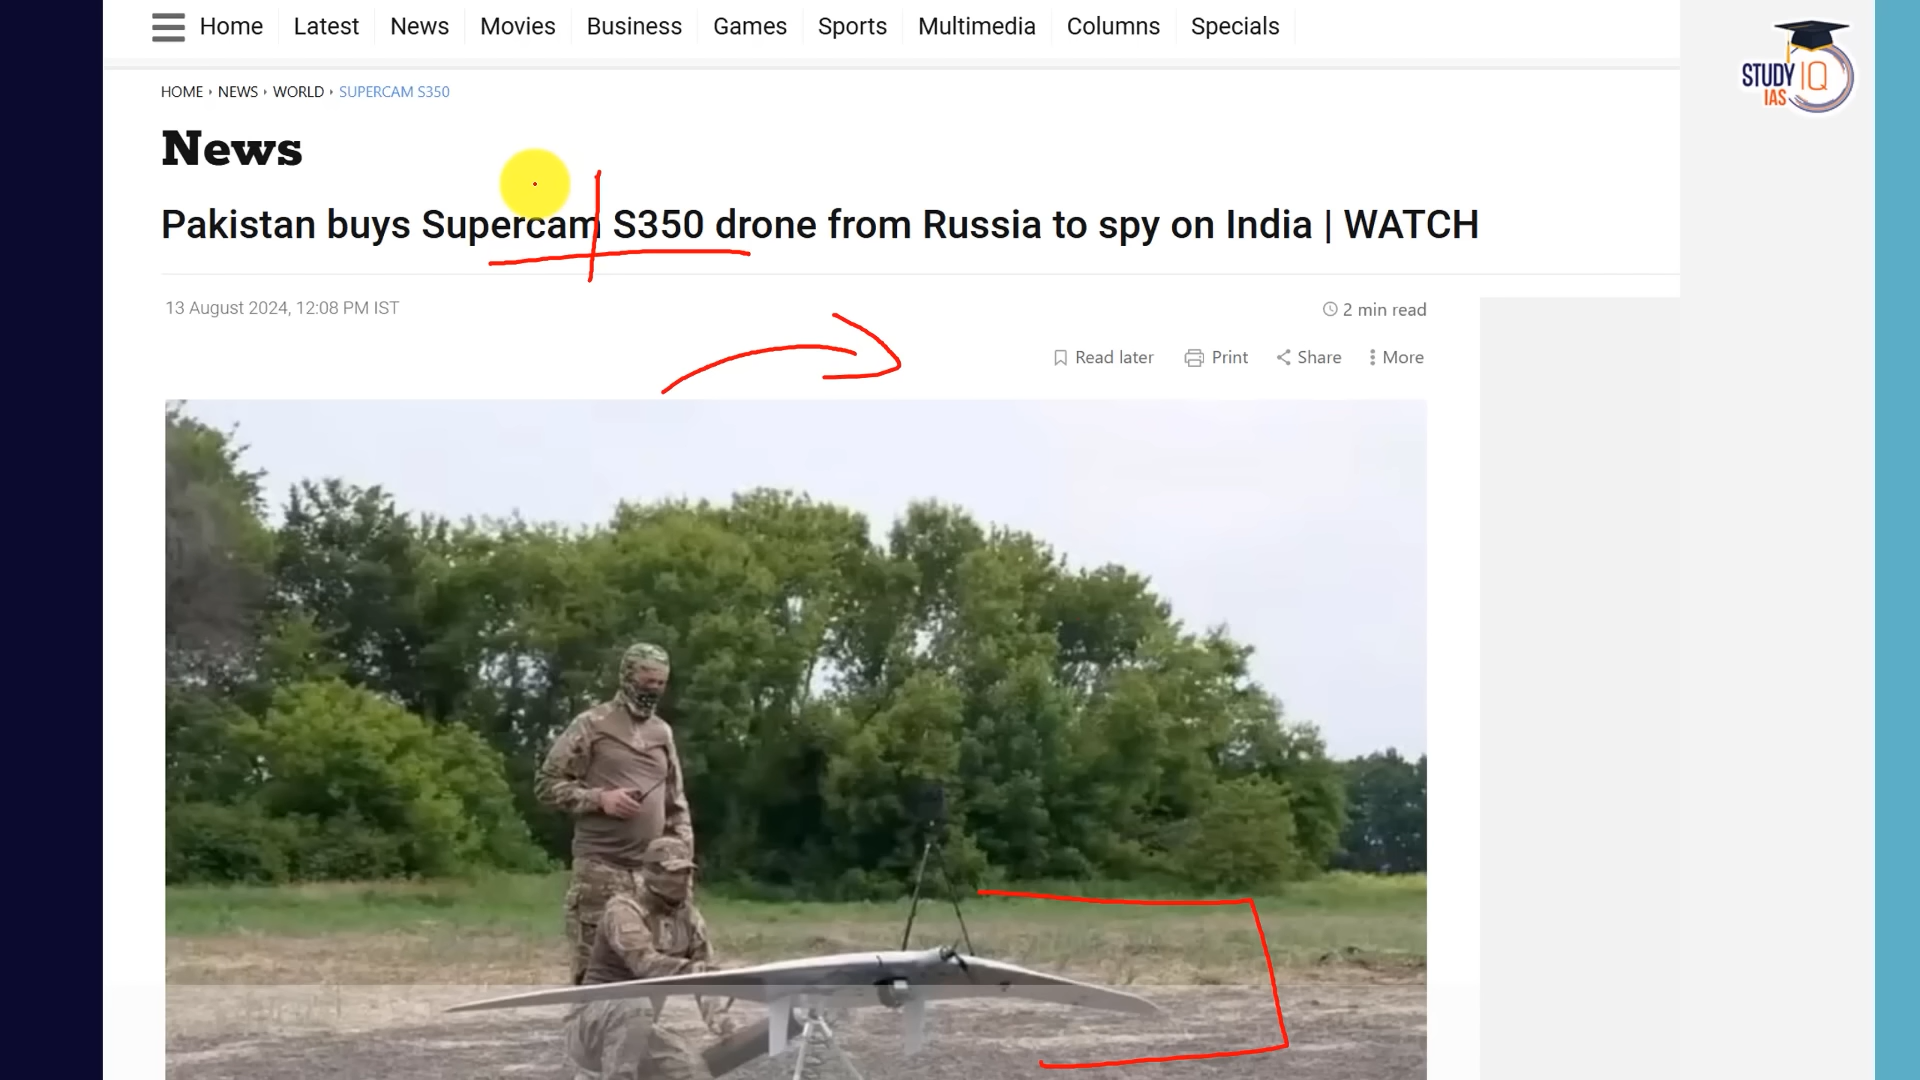 Home Latest News Movies Business Games Sports Multimedia Columns Specials
STUDY IQ
IAS
HOME › NEWS › WORLD › SUPERCAM S350
News
Pakistan buys Supercam S350 drone from Russia to spy on India | WATCH
13 August 2024, 12:08 PM IST
2 min read
Read later Print Share More